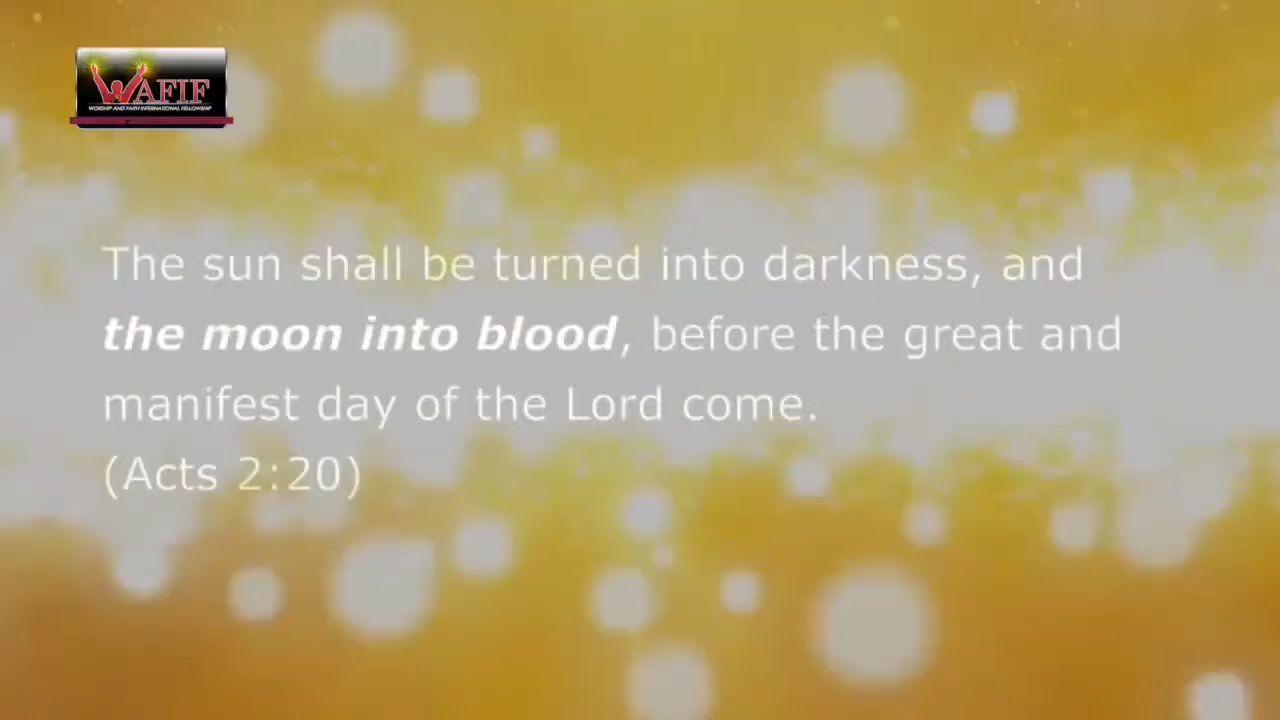 WAFIF
WORSHIP AND FAITH INTERNATIONAL FELLOWSHIP
The sun shall be turned into darkness, and
the moon into blood, before the great and
manifest day of the Lord come.
(Acts 2:20)